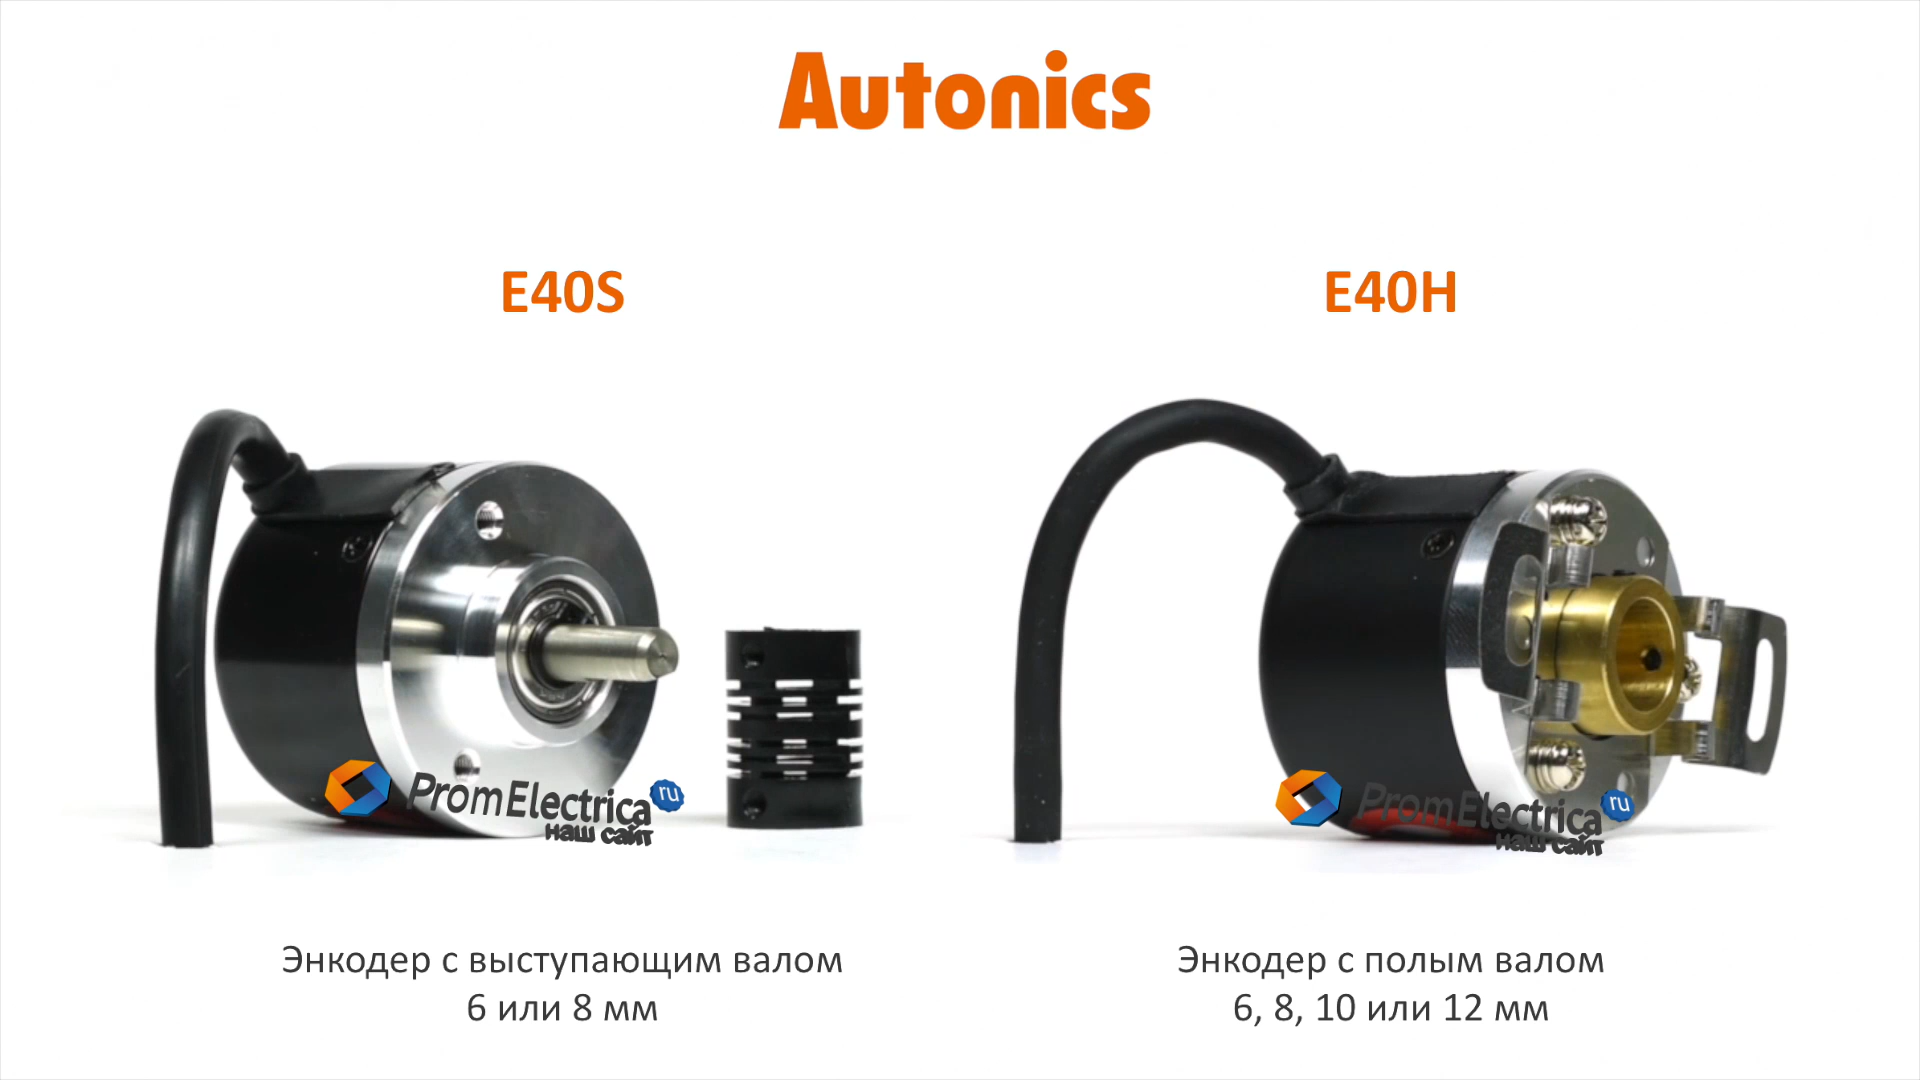 Autonics
E40S
E40H
PromElectrica ru
наш сайт
PromElectrica ru
наш сайт
Энкодер с выступающим валом
6 или 8 мм
Энкодер с полым валом
6, 8, 10 или 12 мм